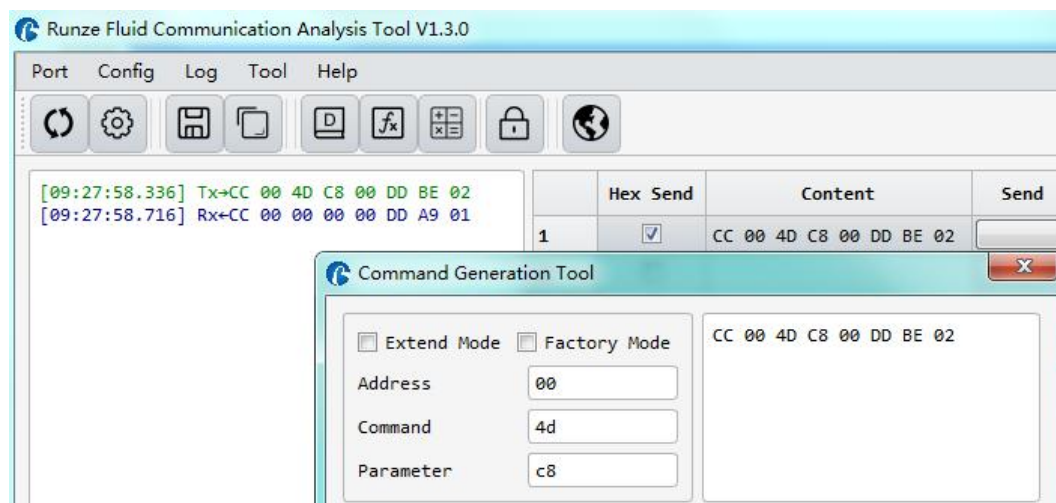 Runze Fluid Communication Analysis Tool V1.3.0
Port Config Log Tool Help
D fx
[09:27:58.336] Tx→CC 00 4D C8 00 DD BE 02
[09:27:58.716] Rx←CC 00 00 00 00 DD A9 01
Hex Send Content Send
1 CC 00 4D C8 00 DD BE 02
Command Generation Tool
Extend Mode Factory Mode
Address 00
Command 4d
Parameter c8
CC 00 4D C8 00 DD BE 02